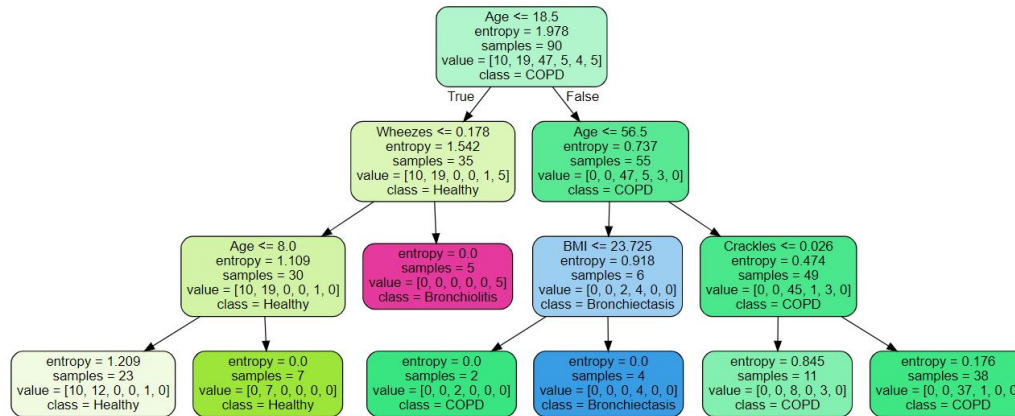 Age <= 18.5
entropy = 1.978
samples = 90
value = [10, 19, 47, 5, 4, 5]
class = COPD
True
False
Wheezes <= 0.178
entropy = 1.542
samples = 35
value = [10, 19, 0, 0, 1, 5]
class = Healthy
Age <= 56.5
entropy = 0.737
samples = 55
value = [0, 0, 47, 5, 3, 0]
class = COPD
Age <= 8.0
entropy = 1.109
samples = 30
value = [10, 19, 0, 0, 1, 0]
class = Healthy
entropy = 0.0
samples = 5
value = [0, 0, 0, 0, 0, 5]
class = Bronchiolitis
BMI <= 23.725
entropy = 0.918
samples = 6
value = [0, 0, 2, 4, 0, 0]
class = Bronchiectasis
Crackles <= 0.026
entropy = 0.474
samples = 49
value = [0, 0, 45, 1, 3, 0]
class = COPD
entropy = 1.209
samples = 23
value = [10, 12, 0, 0, 1, 0]
class = Healthy
entropy = 0.0
samples = 7
value = [0, 7, 0, 0, 0, 0]
class = Healthy
entropy = 0.0
samples = 2
value = [0, 0, 2, 0, 0, 0]
class = COPD
entropy = 0.0
samples = 4
value = [0, 0, 0, 4, 0, 0]
class = Bronchiectasis
entropy = 0.845
samples = 11
value = [0, 0, 8, 0, 3, 0]
class = COPD
entropy = 0.176
samples = 38
value = [0, 0, 37, 1, 0, 0]
class = COPD